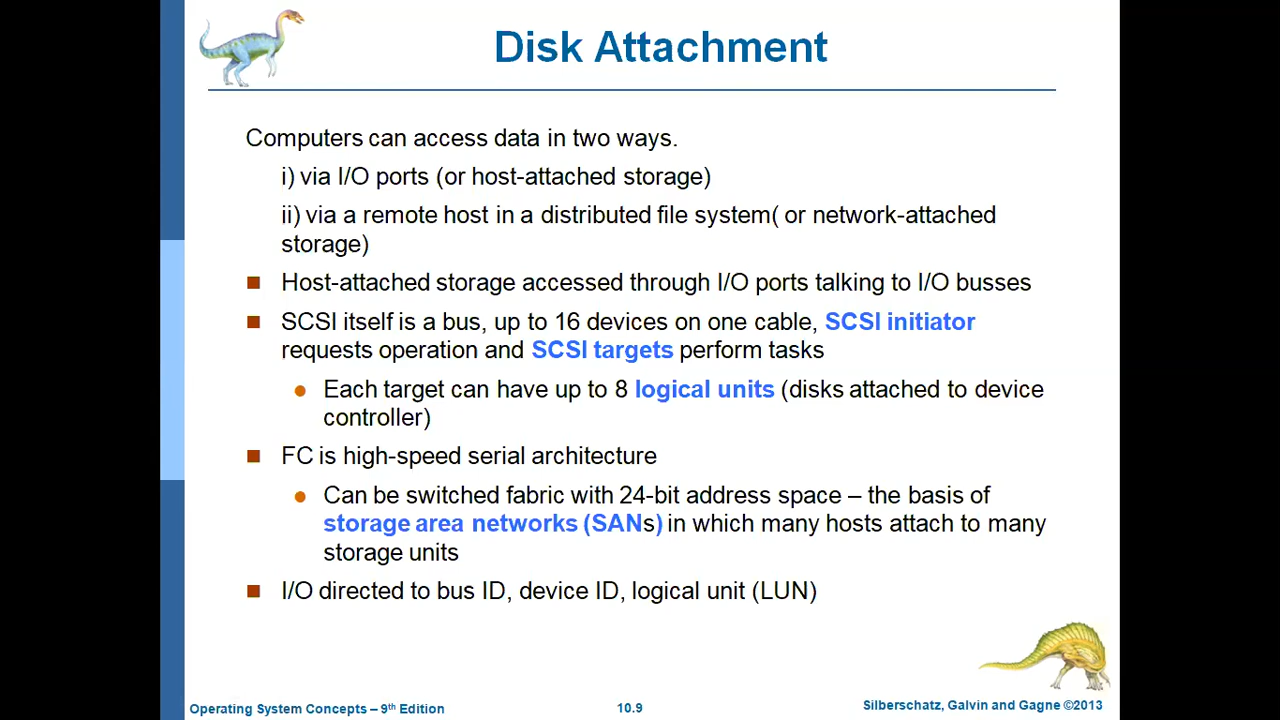 Disk Attachment
Computers can access data in two ways.
i) via I/O ports (or host-attached storage)
ii) via a remote host in a distributed file system( or network-attached
storage)
Host-attached storage accessed through I/O ports talking to I/O busses
SCSI itself is a bus, up to 16 devices on one cable, SCSI initiator
requests operation and SCSI targets perform tasks
Each target can have up to 8 logical units (disks attached to device
controller)
FC is high-speed serial architecture
Can be switched fabric with 24-bit address space – the basis of
storage area networks (SANs) in which many hosts attach to many
storage units
I/O directed to bus ID, device ID, logical unit (LUN)
Operating System Concepts – 9th Edition
10.9
Silberschatz, Galvin and Gagne ©2013